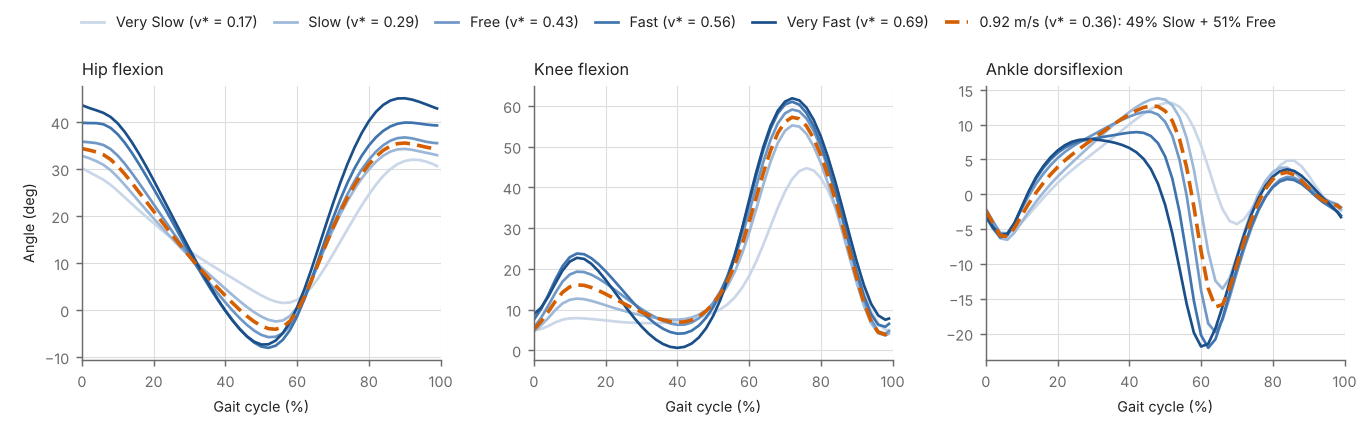 Very Slow (v* = 0.17) Slow (v* = 0.29) Free (v* = 0.43) Fast (v* = 0.56) Very Fast (v* = 0.69) 0.92 m/s (v* = 0.36): 49% Slow + 51% Free
Hip flexion
Angle (deg)
40
30
20
10
0
−10
0 20 40 60 80 100
Gait cycle (%)
Knee flexion
60
50
40
30
20
10
0
0 20 40 60 80 100
Gait cycle (%)
Ankle dorsiflexion
15
10
5
0
−5
−10
−15
−20
0 20 40 60 80 100
Gait cycle (%)